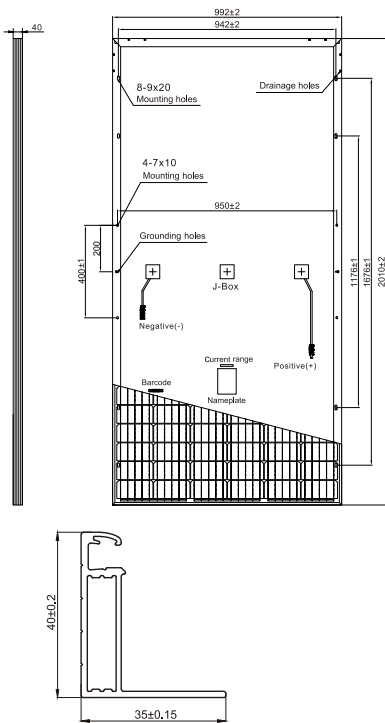 40
992±2
942±2
8-9x20
Mounting holes
Drainage holes
4-7x10
Mounting holes
950±2
Grounding holes
400±1
200
J-Box
Negative(-)
Positive(+)
1176±1
1676±1
2010±2
Current range
Barcode
Nameplate
40±0.2
35±0.15